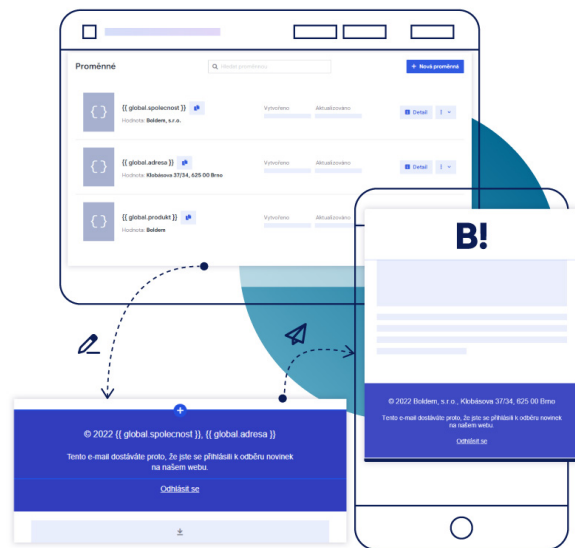 Proměnné
Hledat proměnnou
+ Nová proměnná
{{ global.spolecnost }}
Hodnota: Boldem, s.r.o.
Vytvořeno
Aktualizováno
Detail
{{ global.adresa }}
Hodnota: Klobásova 37/34, 625 00 Brno
Vytvořeno
Aktualizováno
Detail
{{ global.produkt }}
Hodnota: Boldem
Vytvořeno
Aktualizováno
B!
© 2022 Boldem, s.r.o., Klobásova 37/34, 625 00 Brno
Tento e-mail dostáváte proto, že jste se přihlásili k odběru novinek
na našem webu.
Odhlásit se
© 2022 {{ global.spolecnost }}, {{ global.adresa }}
Tento e-mail dostáváte proto, že jste se přihlásili k odběru novinek
na našem webu.
Odhlásit se